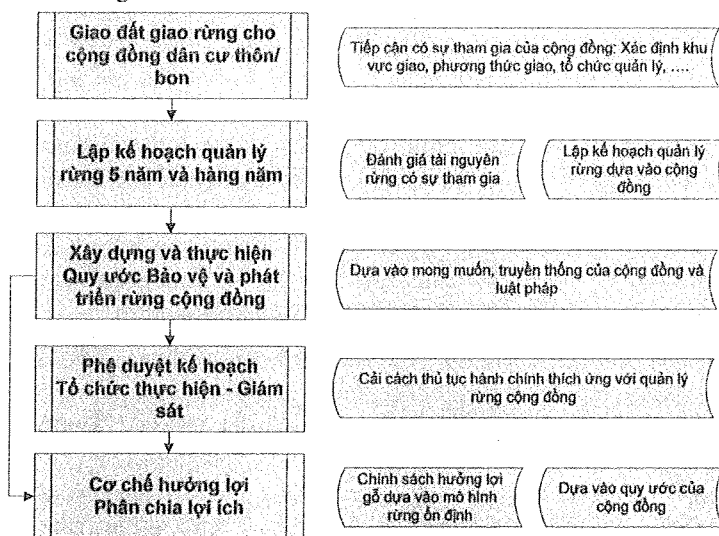 Giao đất giao rừng cho
cộng đồng dân cư thôn/
bon
Tiếp cận có sự tham gia của cộng đồng: Xác định khu
vực giao, phương thức giao, tổ chức quản lý, ....
Lập kế hoạch quản lý
rừng 5 năm và hàng năm
Đánh giá tài nguyên
rừng có sự tham gia
Lập kế hoạch quản lý
rừng dựa vào cộng
đồng
Xây dựng và thực hiện
Quy ước Bảo vệ và phát
triển rừng cộng đồng
Dựa vào mong muốn, truyền thống của cộng đồng và
luật pháp
Phê duyệt kế hoạch
Tổ chức thực hiện - Giám
sát
Cải cách thủ tục hành chính thích ứng với quản lý
rừng cộng đồng
Cơ chế hưởng lợi
Phân chia lợi ích
Chính sách hưởng lợi
gỗ dựa vào mô hình
rừng ổn định
Dựa vào quy ước của
cộng đồng